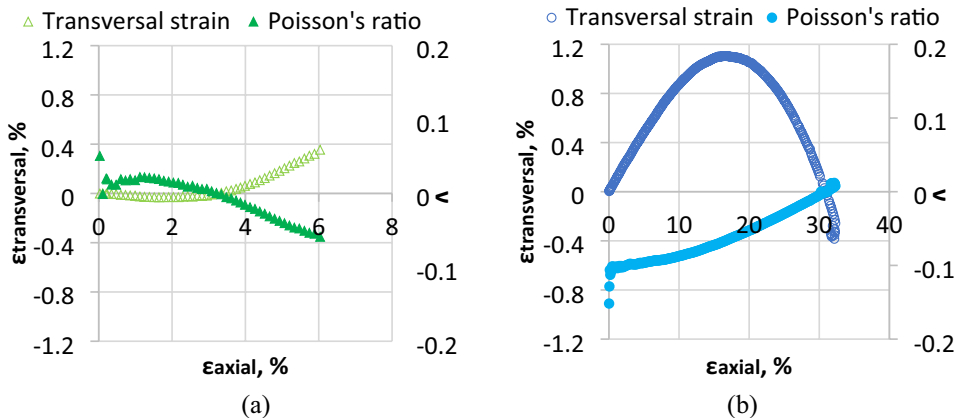 △ Transversal strain ▲ Poisson's ratio
1.2
0.8
0.4
0
-0.4
-0.8
-1.2
0.2
0.1
0
-0.1
-0.2
0 2 4 6 8
εtransversal, %
ν
εaxial, %
(a)
○ Transversal strain ● Poisson's ratio
1.2
0.8
0.4
0
-0.4
-0.8
-1.2
0.2
0.1
0
-0.1
-0.2
0 10 20 30 40
εtransversal, %
ν
εaxial, %
(b)